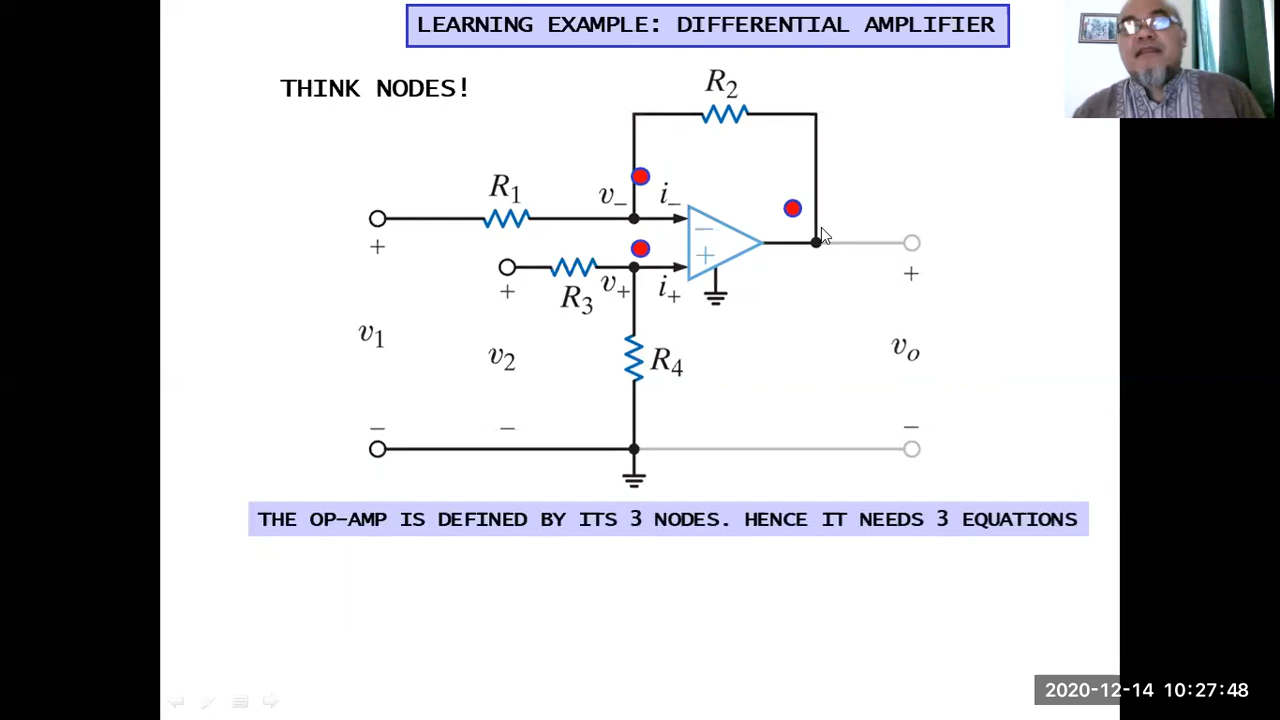 LEARNING EXAMPLE: DIFFERENTIAL AMPLIFIER
THINK NODES!
R2
R1
v−
i−
−
+
+
+
R3
v+
i+
+
v1
v2
R4
vo
−
−
−
THE OP-AMP IS DEFINED BY ITS 3 NODES. HENCE IT NEEDS 3 EQUATIONS
2020-12-14 10:27:48